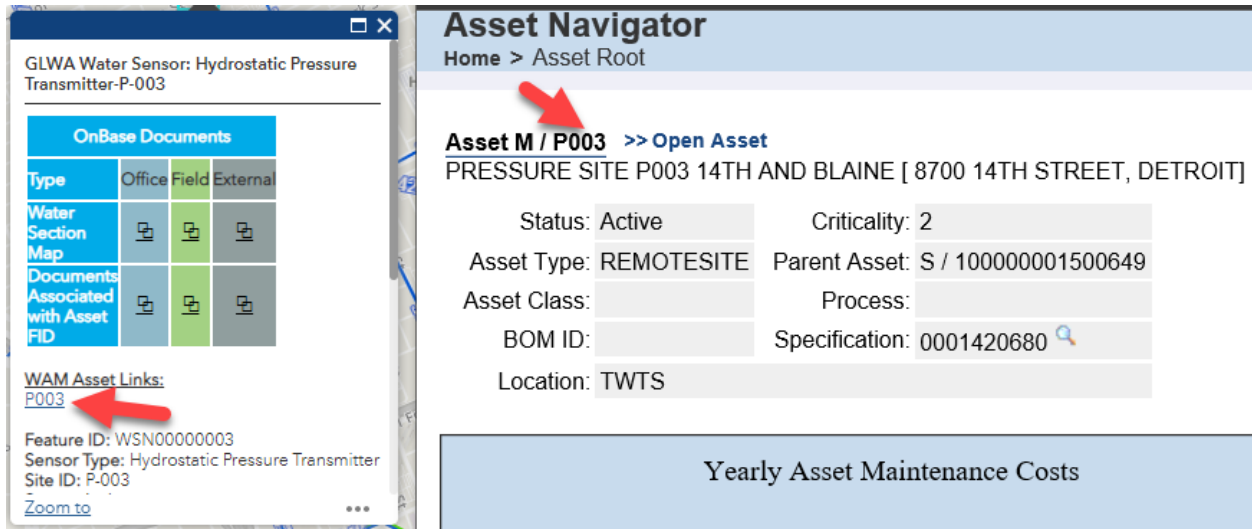 GLWA Water Sensor: Hydrostatic Pressure
Transmitter-P-003
OnBase Documents
Type Office Field External
Water
Section
Map
Documents
Associated
with Asset
FID
WAM Asset Links:
P003
Feature ID: WSN00000003
Sensor Type: Hydrostatic Pressure Transmitter
Site ID: P-003
Zoom to
Asset Navigator
Home > Asset Root
Asset M / P003 >> Open Asset
PRESSURE SITE P003 14TH AND BLAINE [ 8700 14TH STREET, DETROIT]
Status: Active Criticality: 2
Asset Type: REMOTESITE Parent Asset: S / 100000001500649
Asset Class: Process:
BOM ID: Specification: 0001420680
Location: TWTS
Yearly Asset Maintenance Costs